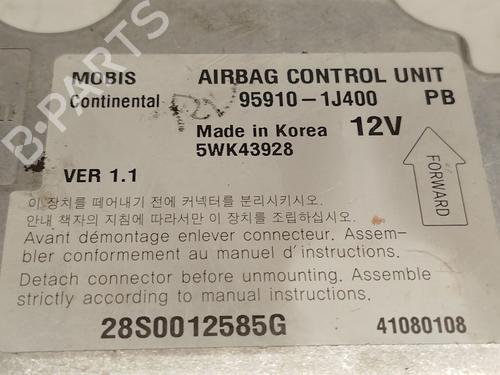 B-PARTS
MOBIS AIRBAG CONTROL UNIT
Continental 95910-1J400 PB
Made in Korea 12V
5WK43928
VER 1.1
FORWARD
이 장치를 떼어내기 전에 커넥터를 분리시키시오.
안내 책자의 지침에 따라서만 이 장치를 조립하십시오.
Avant démontage enlever connecteur. Assem-
bler conformement au manuel d'instructions.
Detach connector before unmounting. Assemble
strictly according to manual instructions.
28S0012585G 41080108